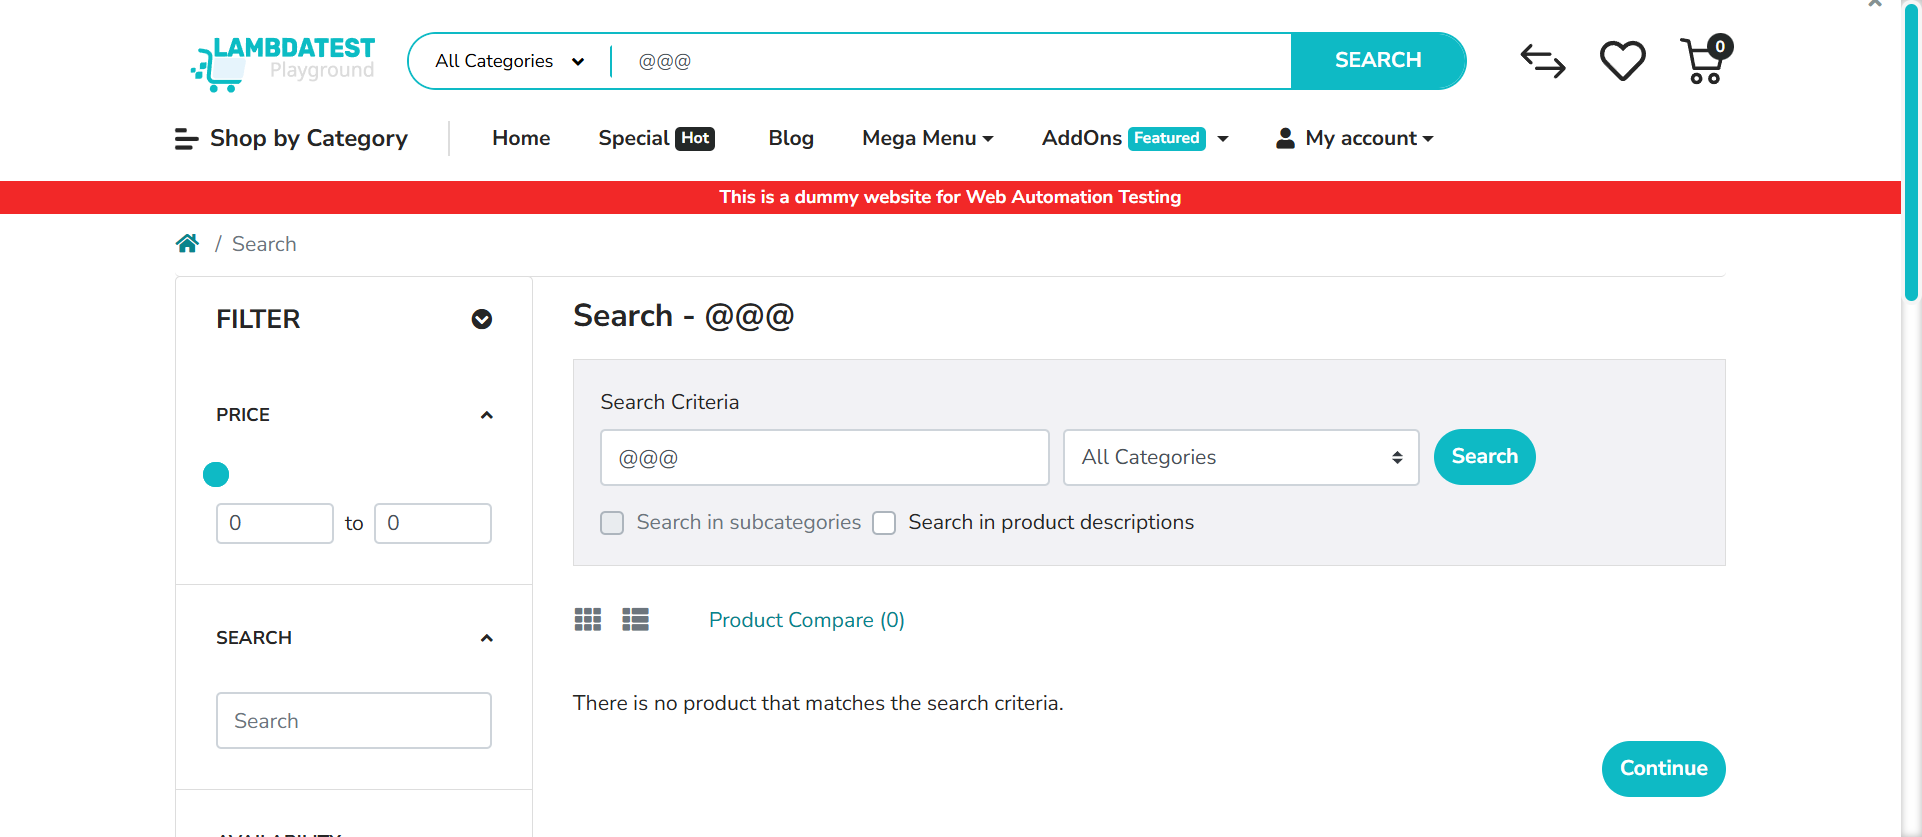 LAMBDATEST
Playground
All Categories
@@@
SEARCH
0
Shop by Category
Home
Special Hot
Blog
Mega Menu
AddOns Featured
My account
This is a dummy website for Web Automation Testing
/ Search
FILTER
PRICE
0 to 0
SEARCH
Search
Search - @@@
Search Criteria
@@@
All Categories
Search
Search in subcategories
Search in product descriptions
Product Compare (0)
There is no product that matches the search criteria.
Continue